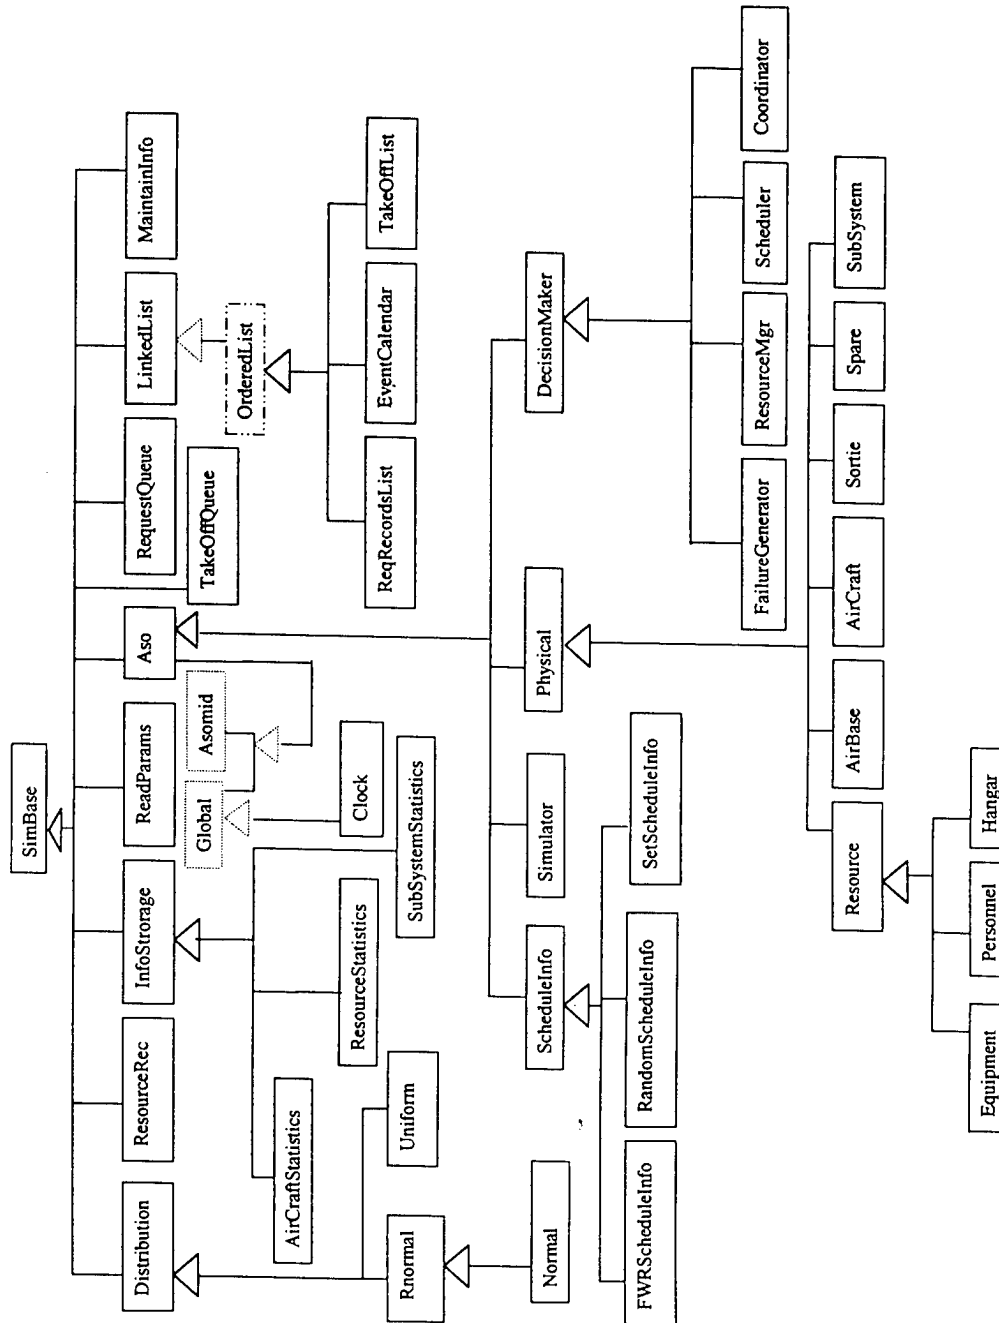 SimBase
Distribution
ResourceRec
InfoStrorage
ReadParams
Aso
RequestQueue
LinkedList
MaintainInfo
TakeOffQueue
Global
Asomid
OrderedList
AirCraftStatistics
ResourceStatistics
SubSystemStatistics
Clock
Rnormal
Uniform
ReqRecordsList
EventCalendar
TakeOffList
Normal
ScheduleInfo
Simulator
Physical
DecisionMaker
FWRScheduleInfo
RandomScheduleInfo
SetScheduleInfo
FailureGenerator
ResourceMgr
Scheduler
Coordinator
Resource
AirBase
AirCraft
Sortie
Spare
SubSystem
Equipment
Personnel
Hangar